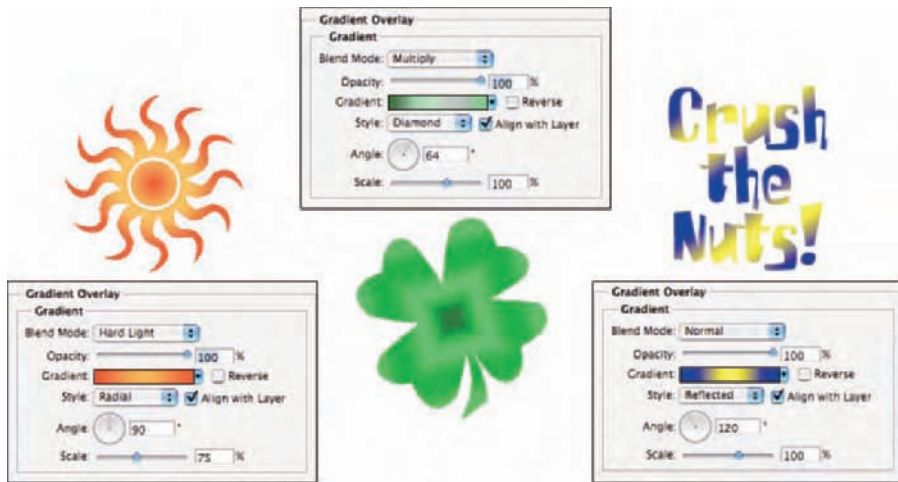 Gradient Overlay
Gradient
Blend Mode: Multiply
Opacity: 100 %
Gradient: Reverse
Style: Diamond Align with Layer
Angle: 64 °
Scale: 100 %
Crush
the
Nuts!
Gradient Overlay
Gradient
Blend Mode: Hard Light
Opacity: 100 %
Gradient: Reverse
Style: Radial Align with Layer
Angle: 90 °
Scale: 75 %
Gradient Overlay
Gradient
Blend Mode: Normal
Opacity: 100 %
Gradient: Reverse
Style: Reflected Align with Layer
Angle: 120 °
Scale: 100 %